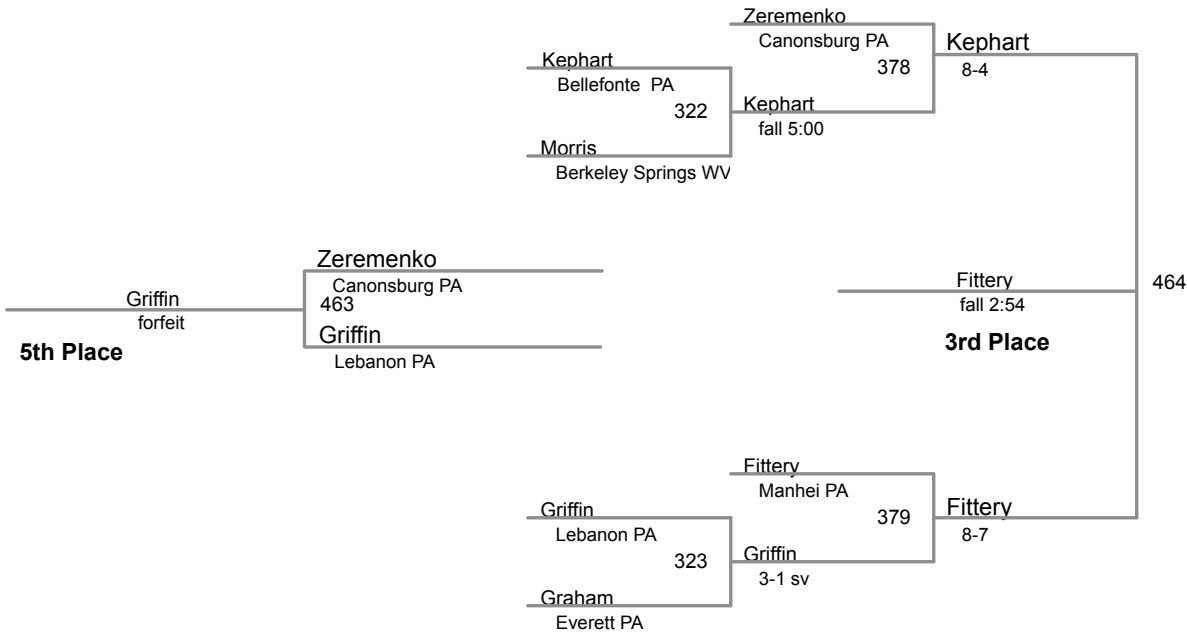 Zeremenko
Canonsburg PA
378
Kephart
8-4
Kephart
Bellefonte PA
322
Kephart
fall 5:00
Morris
Berkeley Springs WV
Zeremenko
Canonsburg PA
463
Griffin
forfeit
5th Place
Griffin
Lebanon PA
Fittery
fall 2:54
3rd Place
464
Fittery
Manhei PA
379
Fittery
8-7
Griffin
Lebanon PA
323
Griffin
3-1 sv
Graham
Everett PA